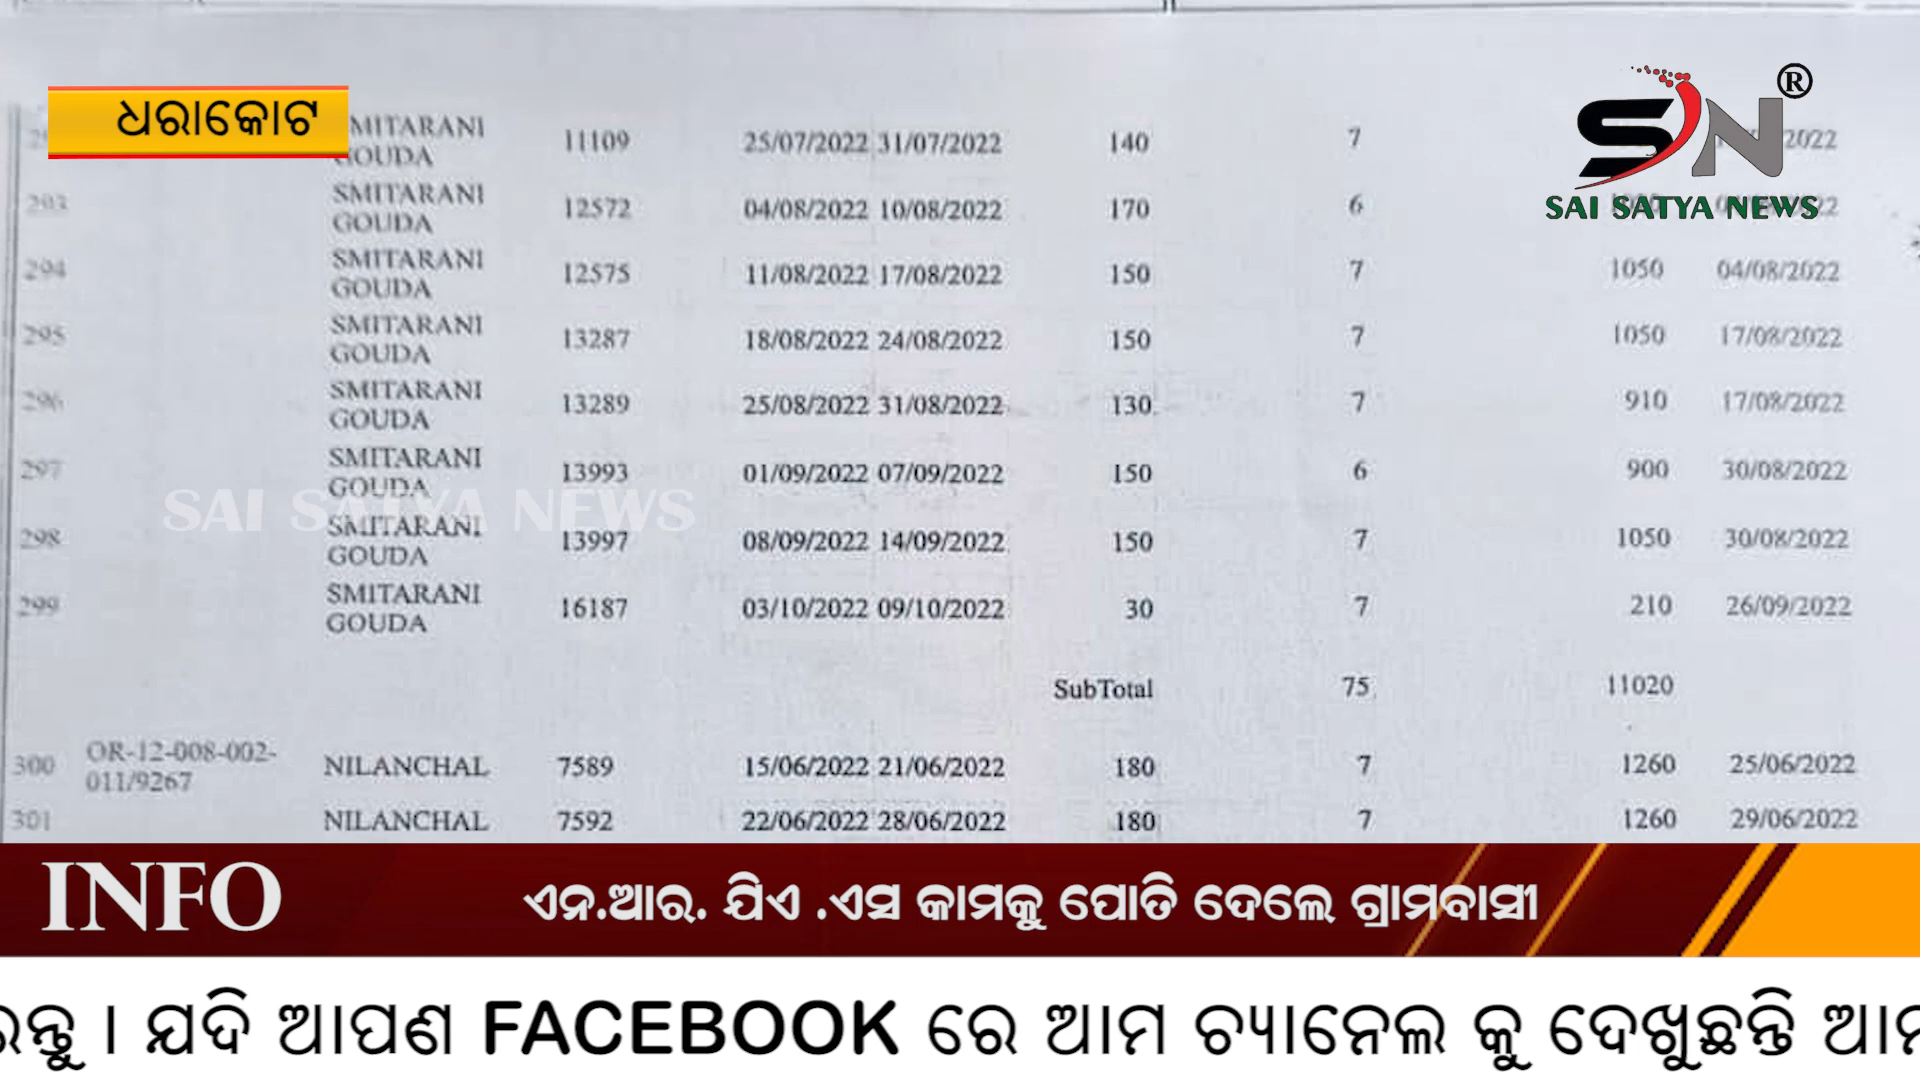 ଧରାକୋଟ
SN®
SAI SATYA NEWS
SMITARANI GOUDA 11109 25/07/2022 31/07/2022 140 7
293 SMITARANI GOUDA 12572 04/08/2022 10/08/2022 170 6
294 SMITARANI GOUDA 12575 11/08/2022 17/08/2022 150 7 1050 04/08/2022
295 SMITARANI GOUDA 13287 18/08/2022 24/08/2022 150 7 1050 17/08/2022
296 SMITARANI GOUDA 13289 25/08/2022 31/08/2022 130 7 910 17/08/2022
297 SMITARANI GOUDA 13993 01/09/2022 07/09/2022 150 6 900 30/08/2022
SAI SATYA NEWS
298 SMITARANI GOUDA 13997 08/09/2022 14/09/2022 150 7 1050 30/08/2022
299 SMITARANI GOUDA 16187 03/10/2022 09/10/2022 30 7 210 26/09/2022
SubTotal 75 11020
300 OR-12-008-002-011/9267 NILANCHAL 7589 15/06/2022 21/06/2022 180 7 1260 25/06/2022
301 NILANCHAL 7592 22/06/2022 28/06/2022 180 7 1260 29/06/2022
INFO
ଏନ.ଆର. ଯିଏ .ଏସ କାମକୁ ପୋତି ଦେଲେ ଗ୍ରାମବାସୀ
। ଯଦି ଆପଣ FACEBOOK ରେ ଆମ ଚ୍ୟାନେଲ କୁ ଦେଖୁଛନ୍ତି